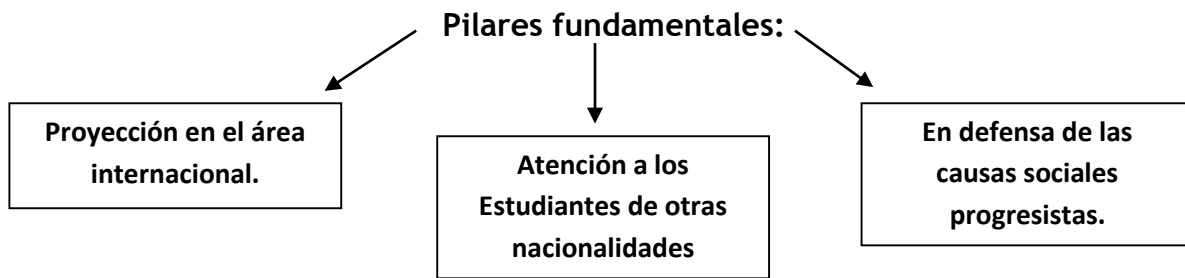 Pilares fundamentales:
Proyección en el área
internacional.
Atención a los
Estudiantes de otras
nacionalidades
En defensa de las
causas sociales
progresistas.